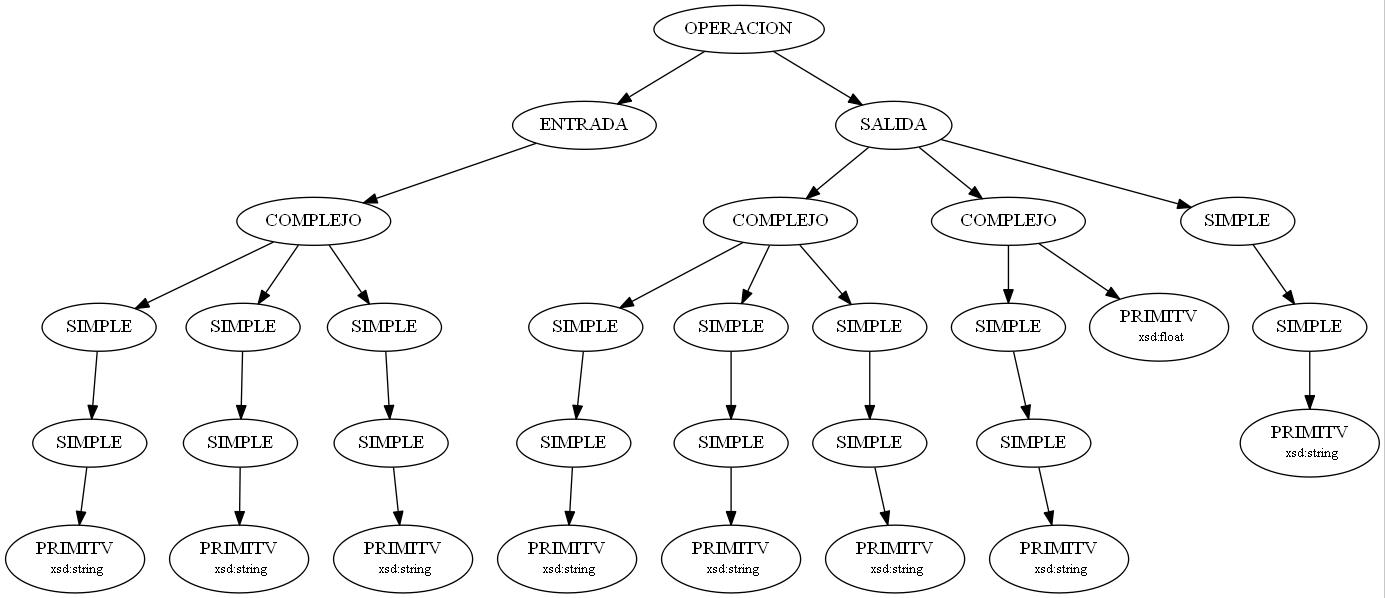 OPERACION
ENTRADA
SALIDA
COMPLEJO
COMPLEJO
COMPLEJO
SIMPLE
SIMPLE
SIMPLE
SIMPLE
SIMPLE
SIMPLE
SIMPLE
SIMPLE
PRIMITV
xsd:float
SIMPLE
SIMPLE
SIMPLE
SIMPLE
SIMPLE
SIMPLE
SIMPLE
SIMPLE
PRIMITV
xsd:string
PRIMITV
xsd:string
PRIMITV
xsd:string
PRIMITV
xsd:string
PRIMITV
xsd:string
PRIMITV
xsd:string
PRIMITV
xsd:string
PRIMITV
xsd:string